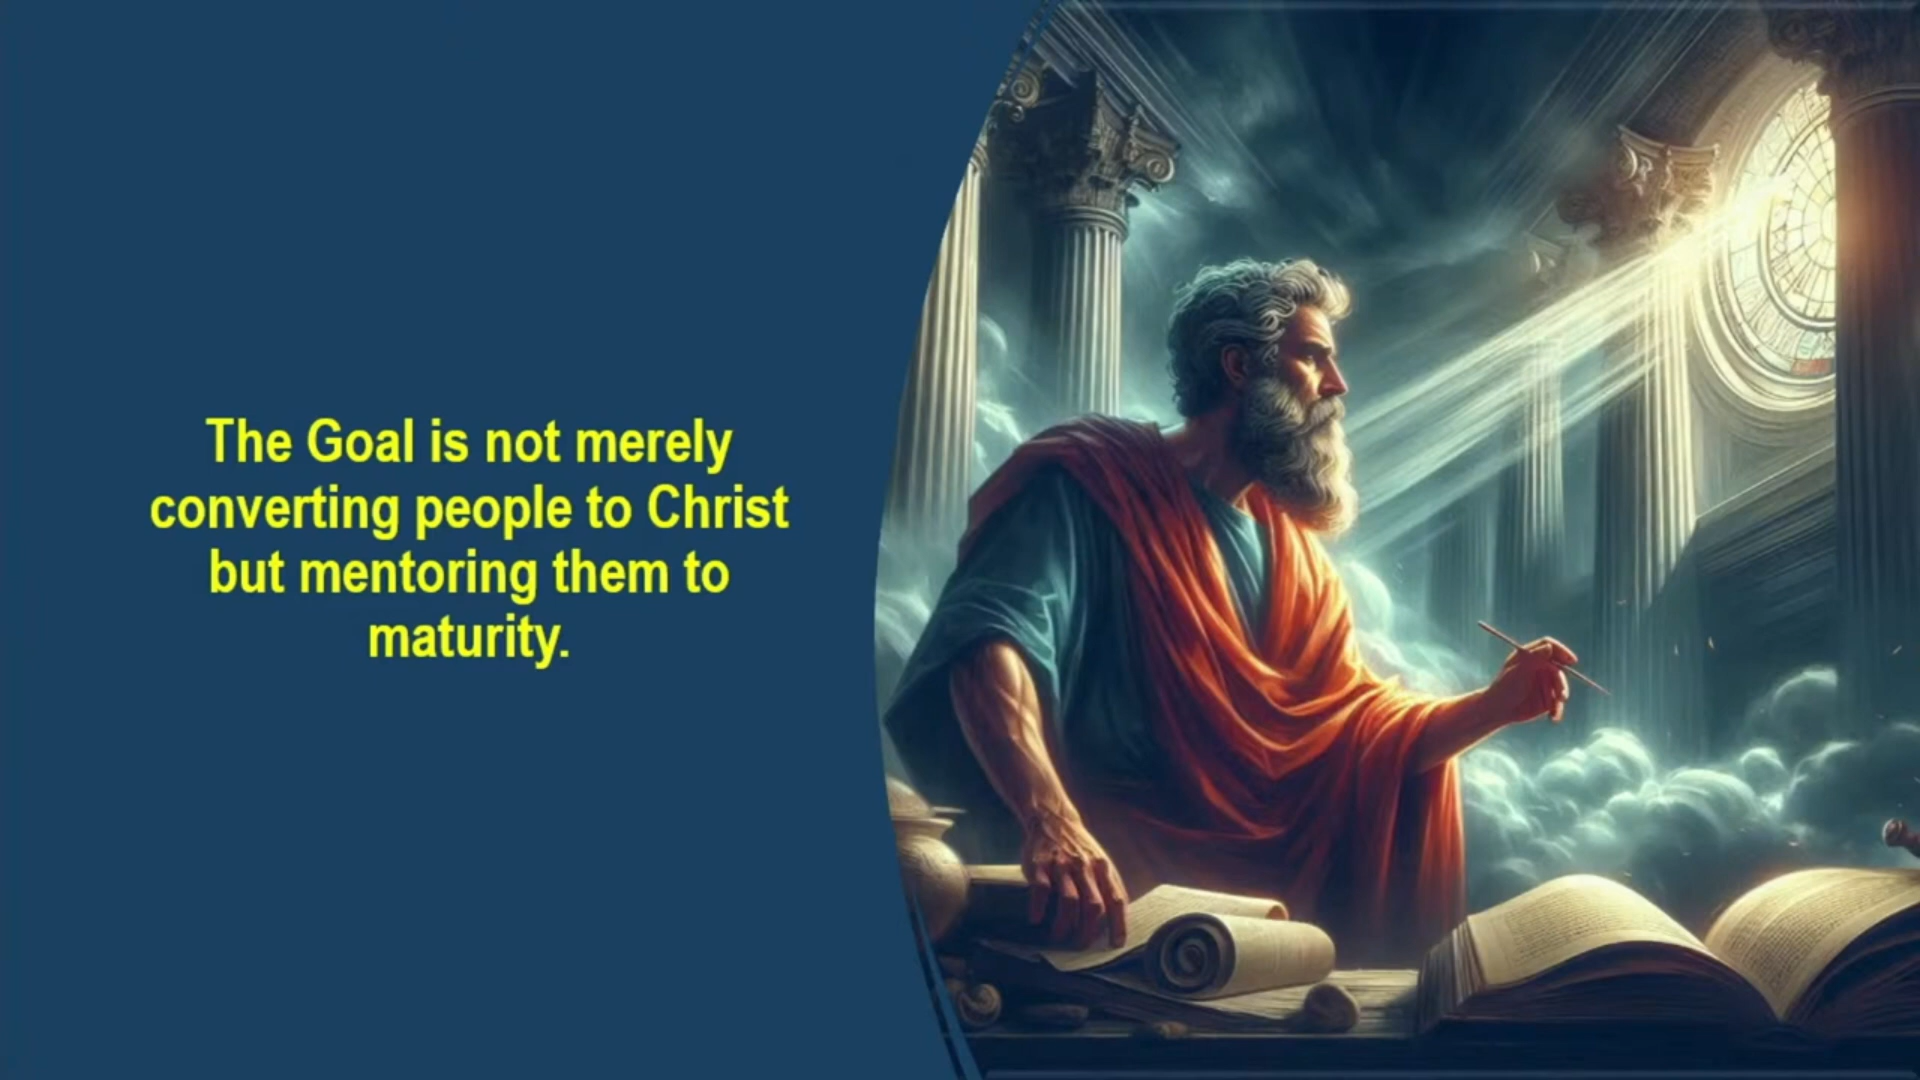 The Goal is not merely
converting people to Christ
but mentoring them to
maturity.